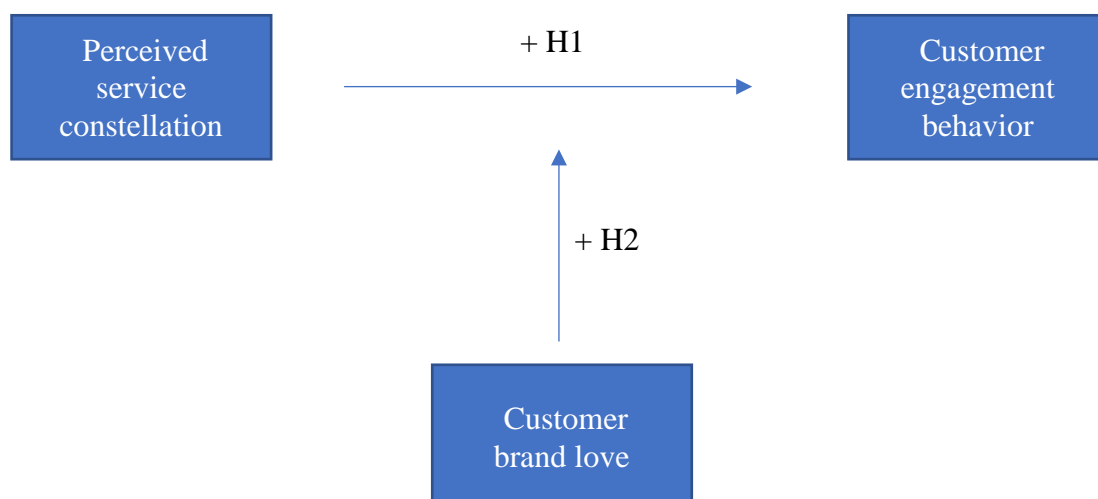 Perceived
service
constellation
+ H1
Customer
engagement
behavior
+ H2
Customer
brand love